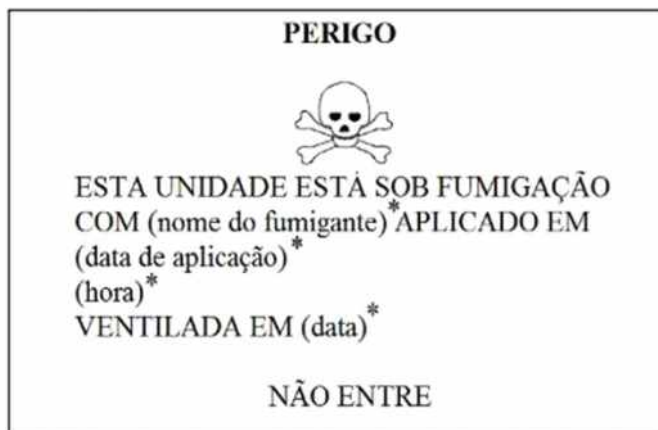 PERIGO
ESTA UNIDADE ESTÁ SOB FUMIGAÇÃO
COM (nome do fumigante)*APLICADO EM
(data de aplicação)*
(hora)*
VENTILADA EM (data)*
NÃO ENTRE